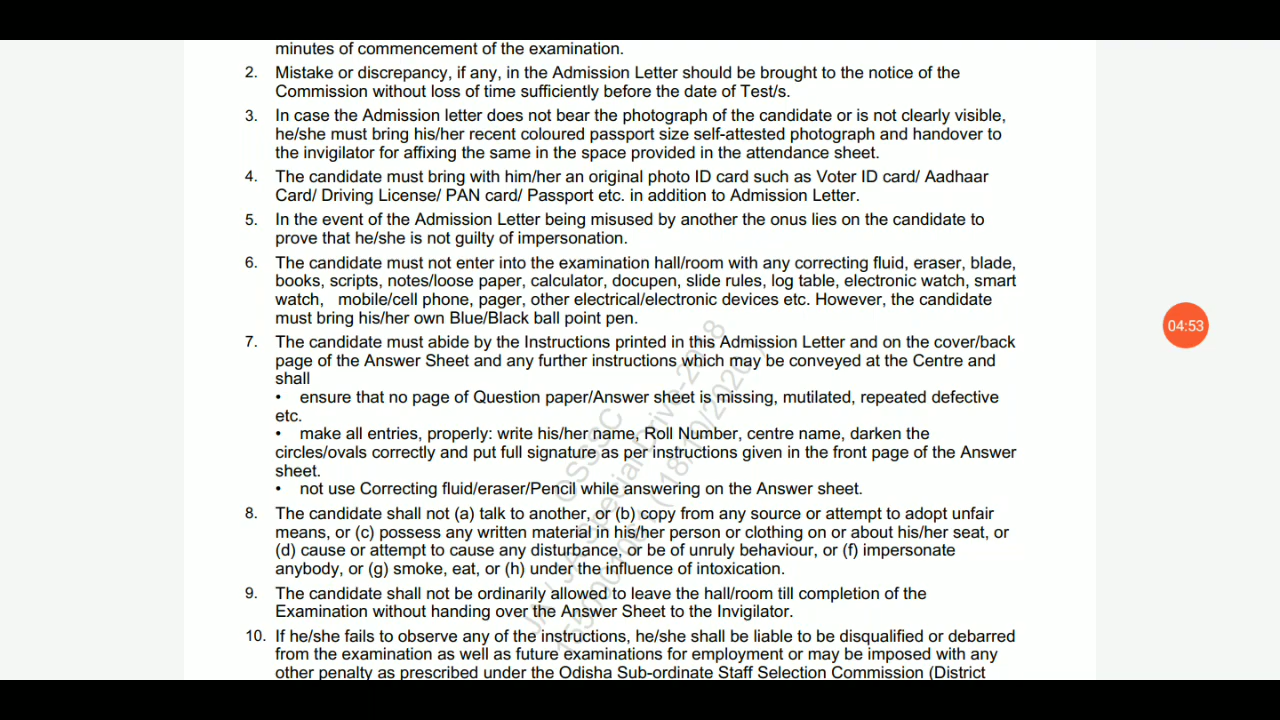 minutes of commencement of the examination.
2. Mistake or discrepancy, if any, in the Admission Letter should be brought to the notice of the
Commission without loss of time sufficiently before the date of Test/s.
3. In case the Admission letter does not bear the photograph of the candidate or is not clearly visible,
he/she must bring his/her recent coloured passport size self-attested photograph and handover to
the invigilator for affixing the same in the space provided in the attendance sheet.
4. The candidate must bring with him/her an original photo ID card such as Voter ID card/ Aadhaar
Card/ Driving License/ PAN card/ Passport etc. in addition to Admission Letter.
5. In the event of the Admission Letter being misused by another the onus lies on the candidate to
prove that he/she is not guilty of impersonation.
6. The candidate must not enter into the examination hall/room with any correcting fluid, eraser, blade,
books, scripts, notes/loose paper, calculator, docupen, slide rules, log table, electronic watch, smart
watch, mobile/cell phone, pager, other electrical/electronic devices etc. However, the candidate
must bring his/her own Blue/Black ball point pen.
7. The candidate must abide by the Instructions printed in this Admission Letter and on the cover/back
page of the Answer Sheet and any further instructions which may be conveyed at the Centre and
shall
• ensure that no page of Question paper/Answer sheet is missing, mutilated, repeated defective
etc.
• make all entries, properly: write his/her name, Roll Number, centre name, darken the
circles/ovals correctly and put full signature as per instructions given in the front page of the Answer
sheet.
• not use Correcting fluid/eraser/Pencil while answering on the Answer sheet.
8. The candidate shall not (a) talk to another, or (b) copy from any source or attempt to adopt unfair
means, or (c) possess any written material in his/her person or clothing on or about his/her seat, or
(d) cause or attempt to cause any disturbance, or be of unruly behaviour, or (f) impersonate
anybody, or (g) smoke, eat, or (h) under the influence of intoxication.
9. The candidate shall not be ordinarily allowed to leave the hall/room till completion of the
Examination without handing over the Answer Sheet to the Invigilator.
10. If he/she fails to observe any of the instructions, he/she shall be liable to be disqualified or debarred
from the examination as well as future examinations for employment or may be imposed with any
other penalty as prescribed under the Odisha Sub-ordinate Staff Selection Commission (District
04:53
OSSSC